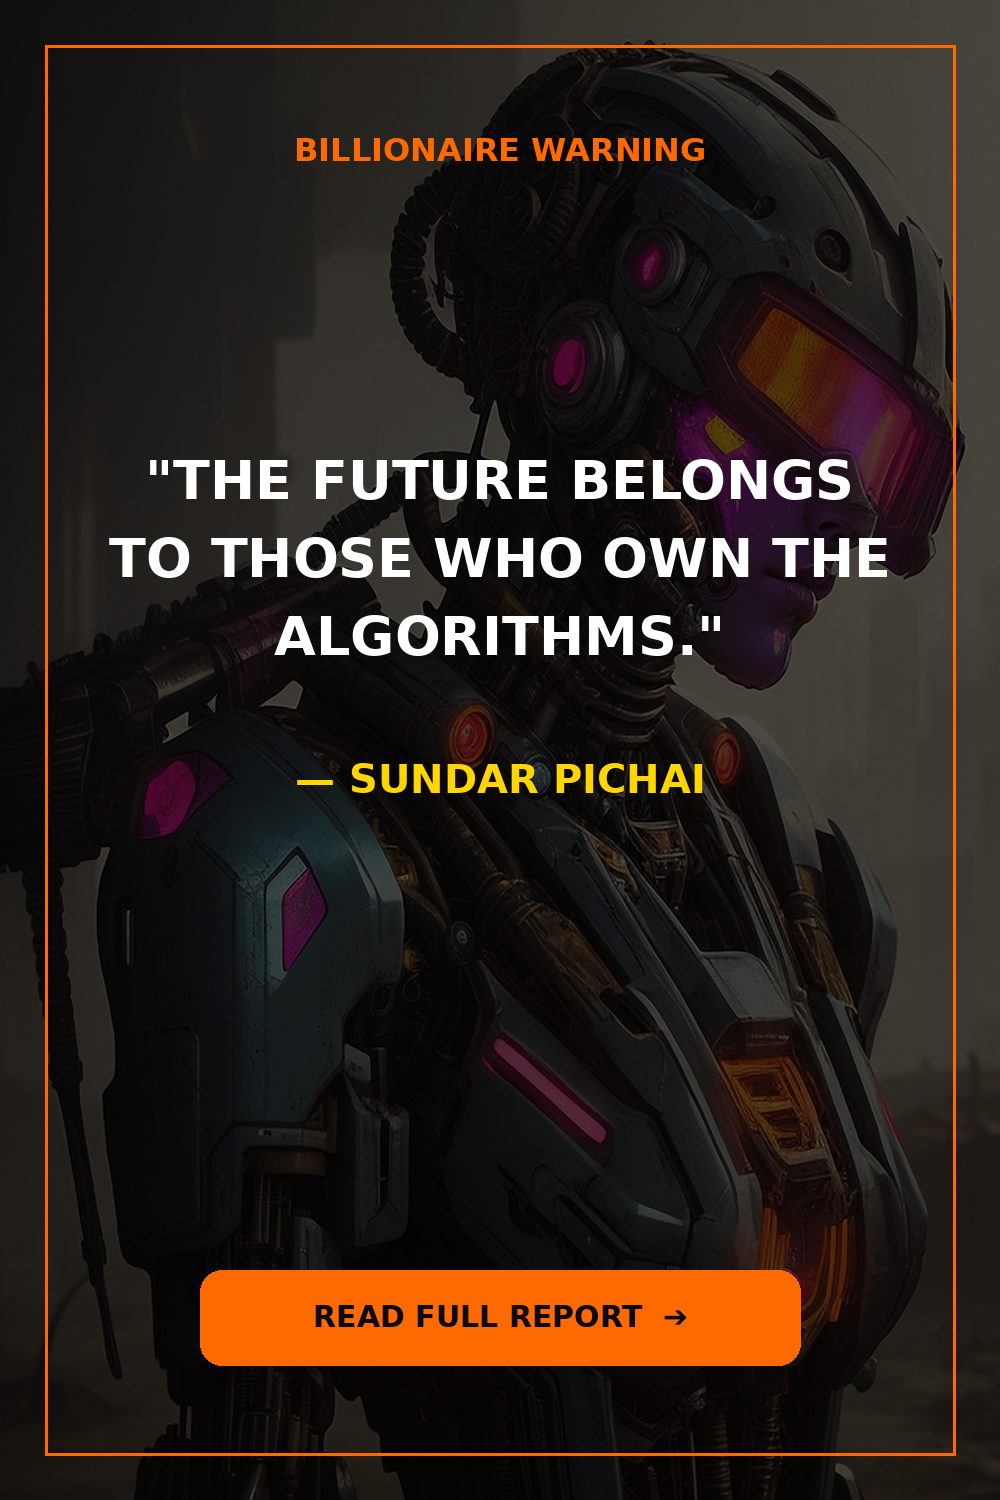 BILLIONAIRE WARNING
"THE FUTURE BELONGS
TO THOSE WHO OWN THE
ALGORITHMS."
— SUNDAR PICHAI
READ FULL REPORT ➔